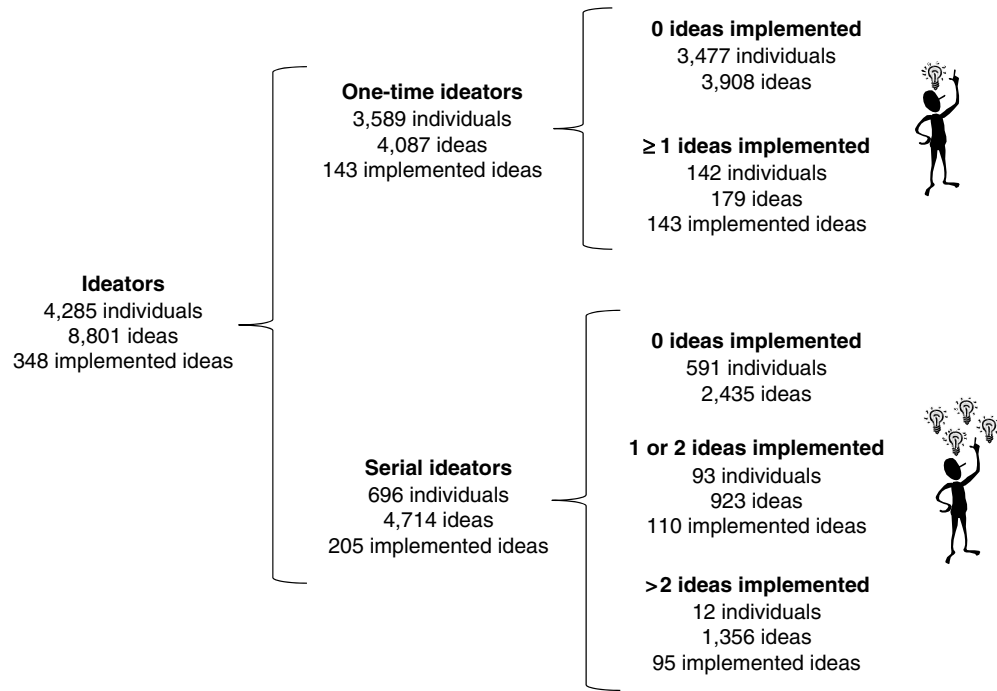 Ideators
4,285 individuals
8,801 ideas
348 implemented ideas
One-time ideators
3,589 individuals
4,087 ideas
143 implemented ideas
0 ideas implemented
3,477 individuals
3,908 ideas
≥ 1 ideas implemented
142 individuals
179 ideas
143 implemented ideas
Serial ideators
696 individuals
4,714 ideas
205 implemented ideas
0 ideas implemented
591 individuals
2,435 ideas
1 or 2 ideas implemented
93 individuals
923 ideas
110 implemented ideas
>2 ideas implemented
12 individuals
1,356 ideas
95 implemented ideas